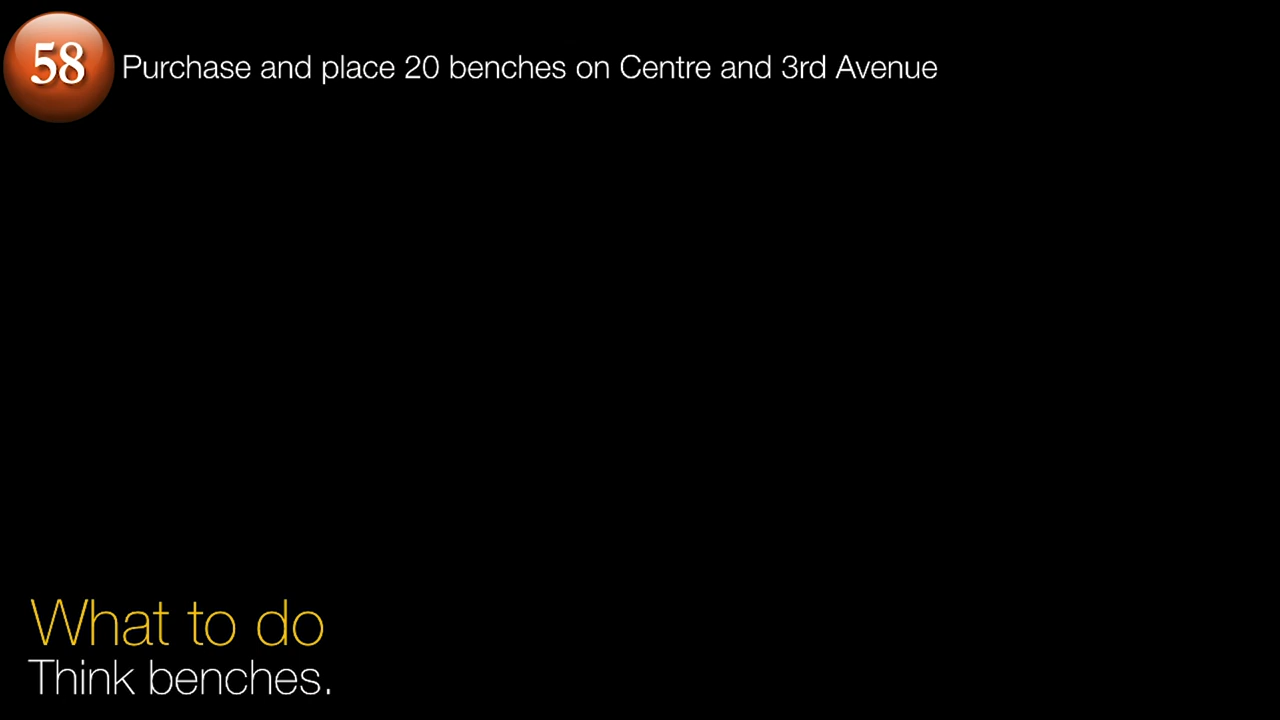 58 Purchase and place 20 benches on Centre and 3rd Avenue
What to do
Think benches.